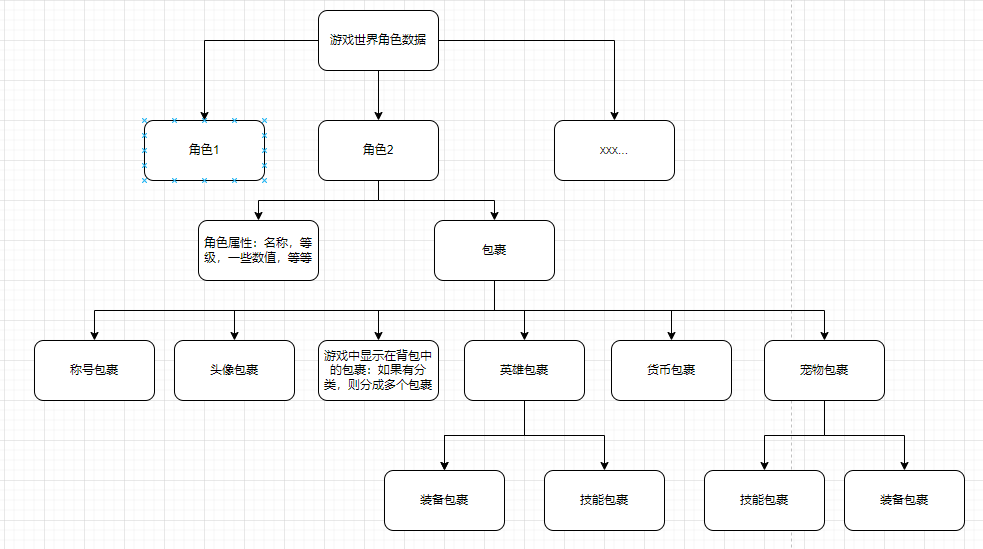 游戏世界角色数据
角色1
角色2
xxx...
角色属性：名称，等
级，一些数值，等等
包裹
称号包裹
头像包裹
游戏中显示在背包中
的包裹：如果有分
类，则分成多个包裹
英雄包裹
货币包裹
宠物包裹
装备包裹
技能包裹
技能包裹
装备包裹